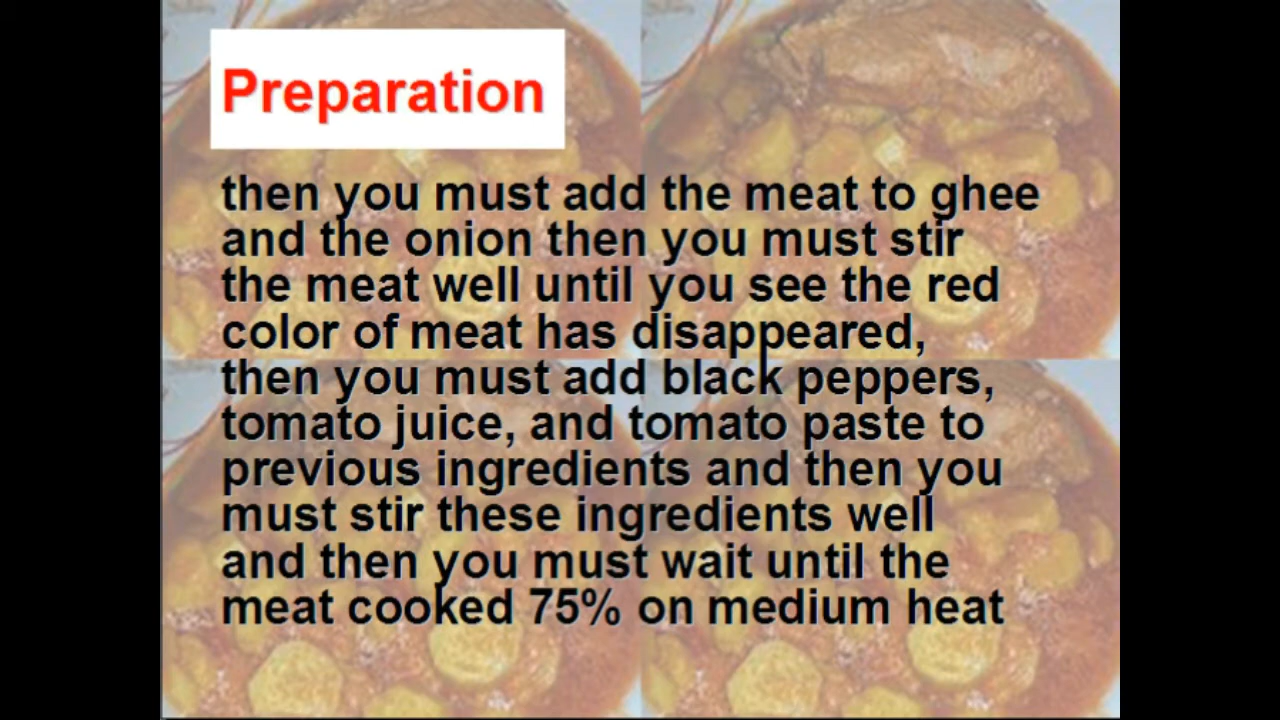 Preparation
then you must add the meat to ghee
and the onion then you must stir
the meat well until you see the red
color of meat has disappeared,
then you must add black peppers,
tomato juice, and tomato paste to
previous ingredients and then you
must stir these ingredients well
and then you must wait until the
meat cooked 75% on medium heat